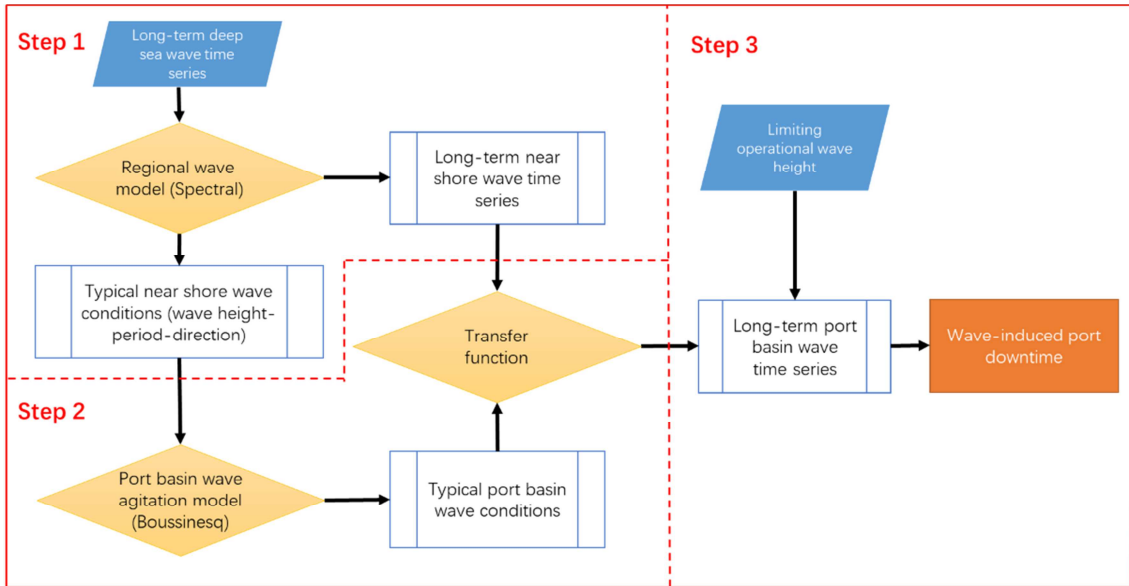 Step 1
Long-term deep
sea wave time
series
Regional wave
model (Spectral)
Long-term near
shore wave time
series
Typical near shore wave
conditions (wave height-
period-direction)
Step 2
Port basin wave
agitation model
(Boussinesq)
Typical port basin
wave conditions
Transfer
function
Step 3
Limiting
operational wave
height
Long-term port
basin wave
time series
Wave-induced port
downtime